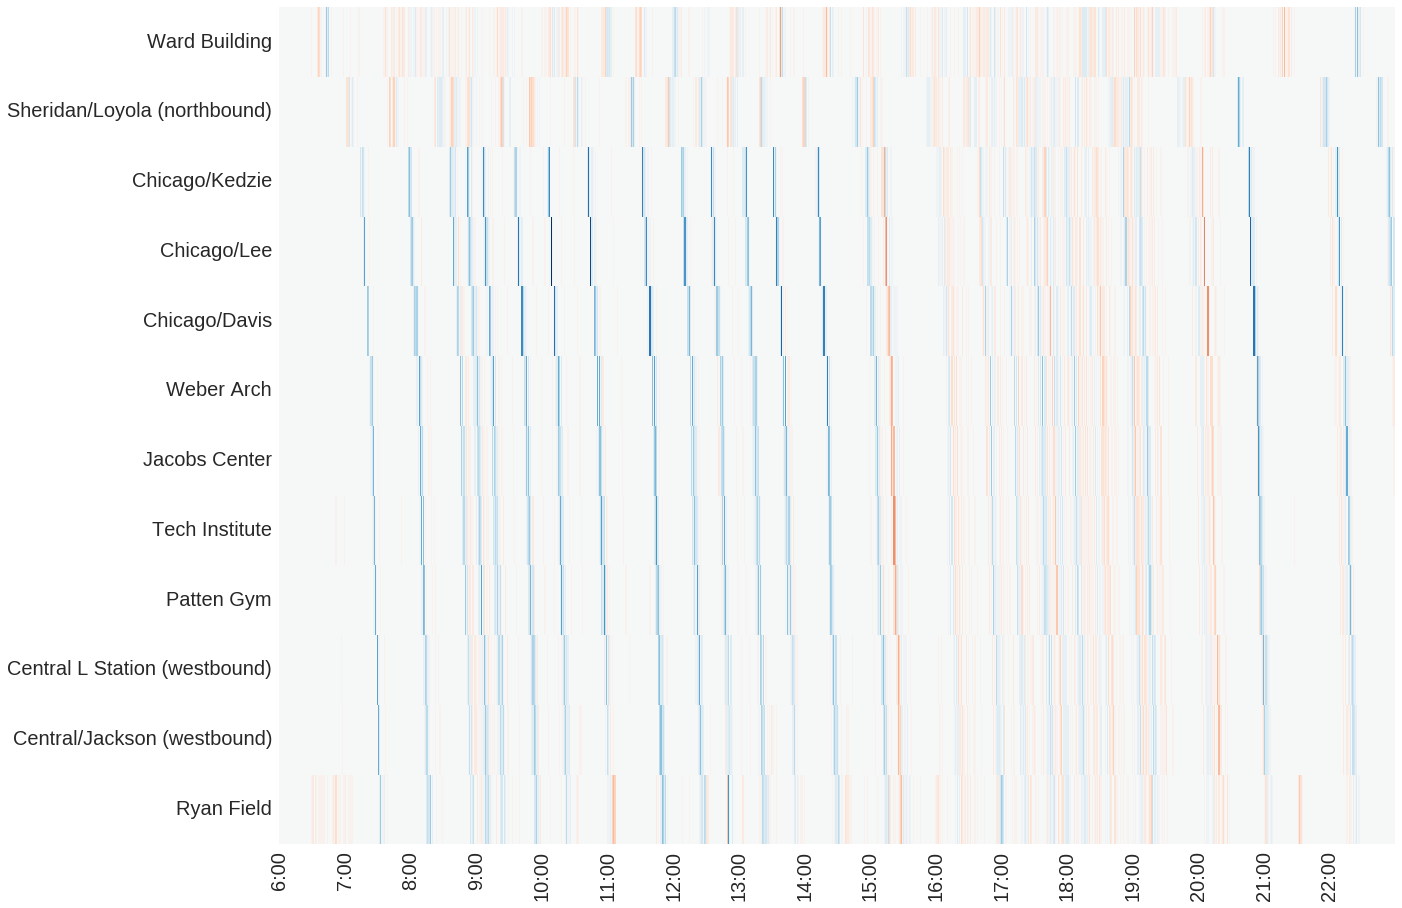 Ward Building
Sheridan/Loyola (northbound)
Chicago/Kedzie
Chicago/Lee
Chicago/Davis
Weber Arch
Jacobs Center
Tech Institute
Patten Gym
Central L Station (westbound)
Central/Jackson (westbound)
Ryan Field
6:00
7:00
8:00
9:00
10:00
11:00
12:00
13:00
14:00
15:00
16:00
17:00
18:00
19:00
20:00
21:00
22:00